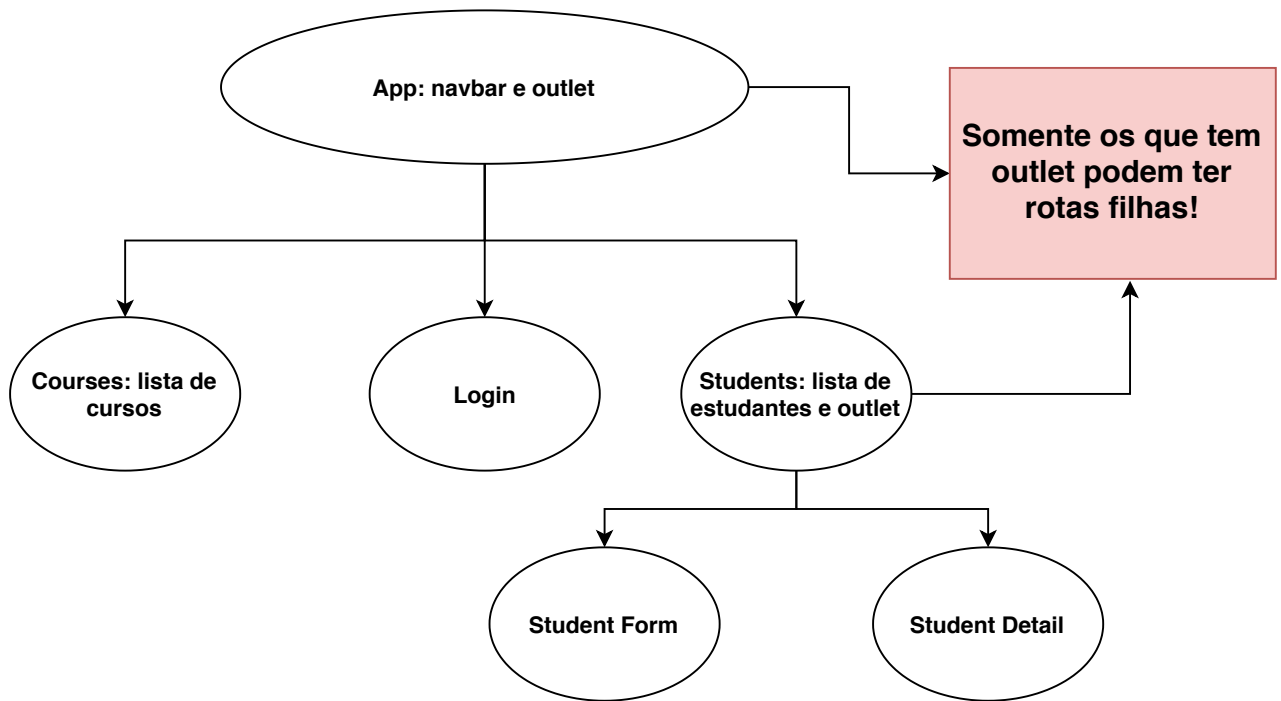 App: navbar e outlet
Somente os que tem
outlet podem ter
rotas filhas!
Courses: lista de
cursos
Login
Students: lista de
estudantes e outlet
Student Form
Student Detail